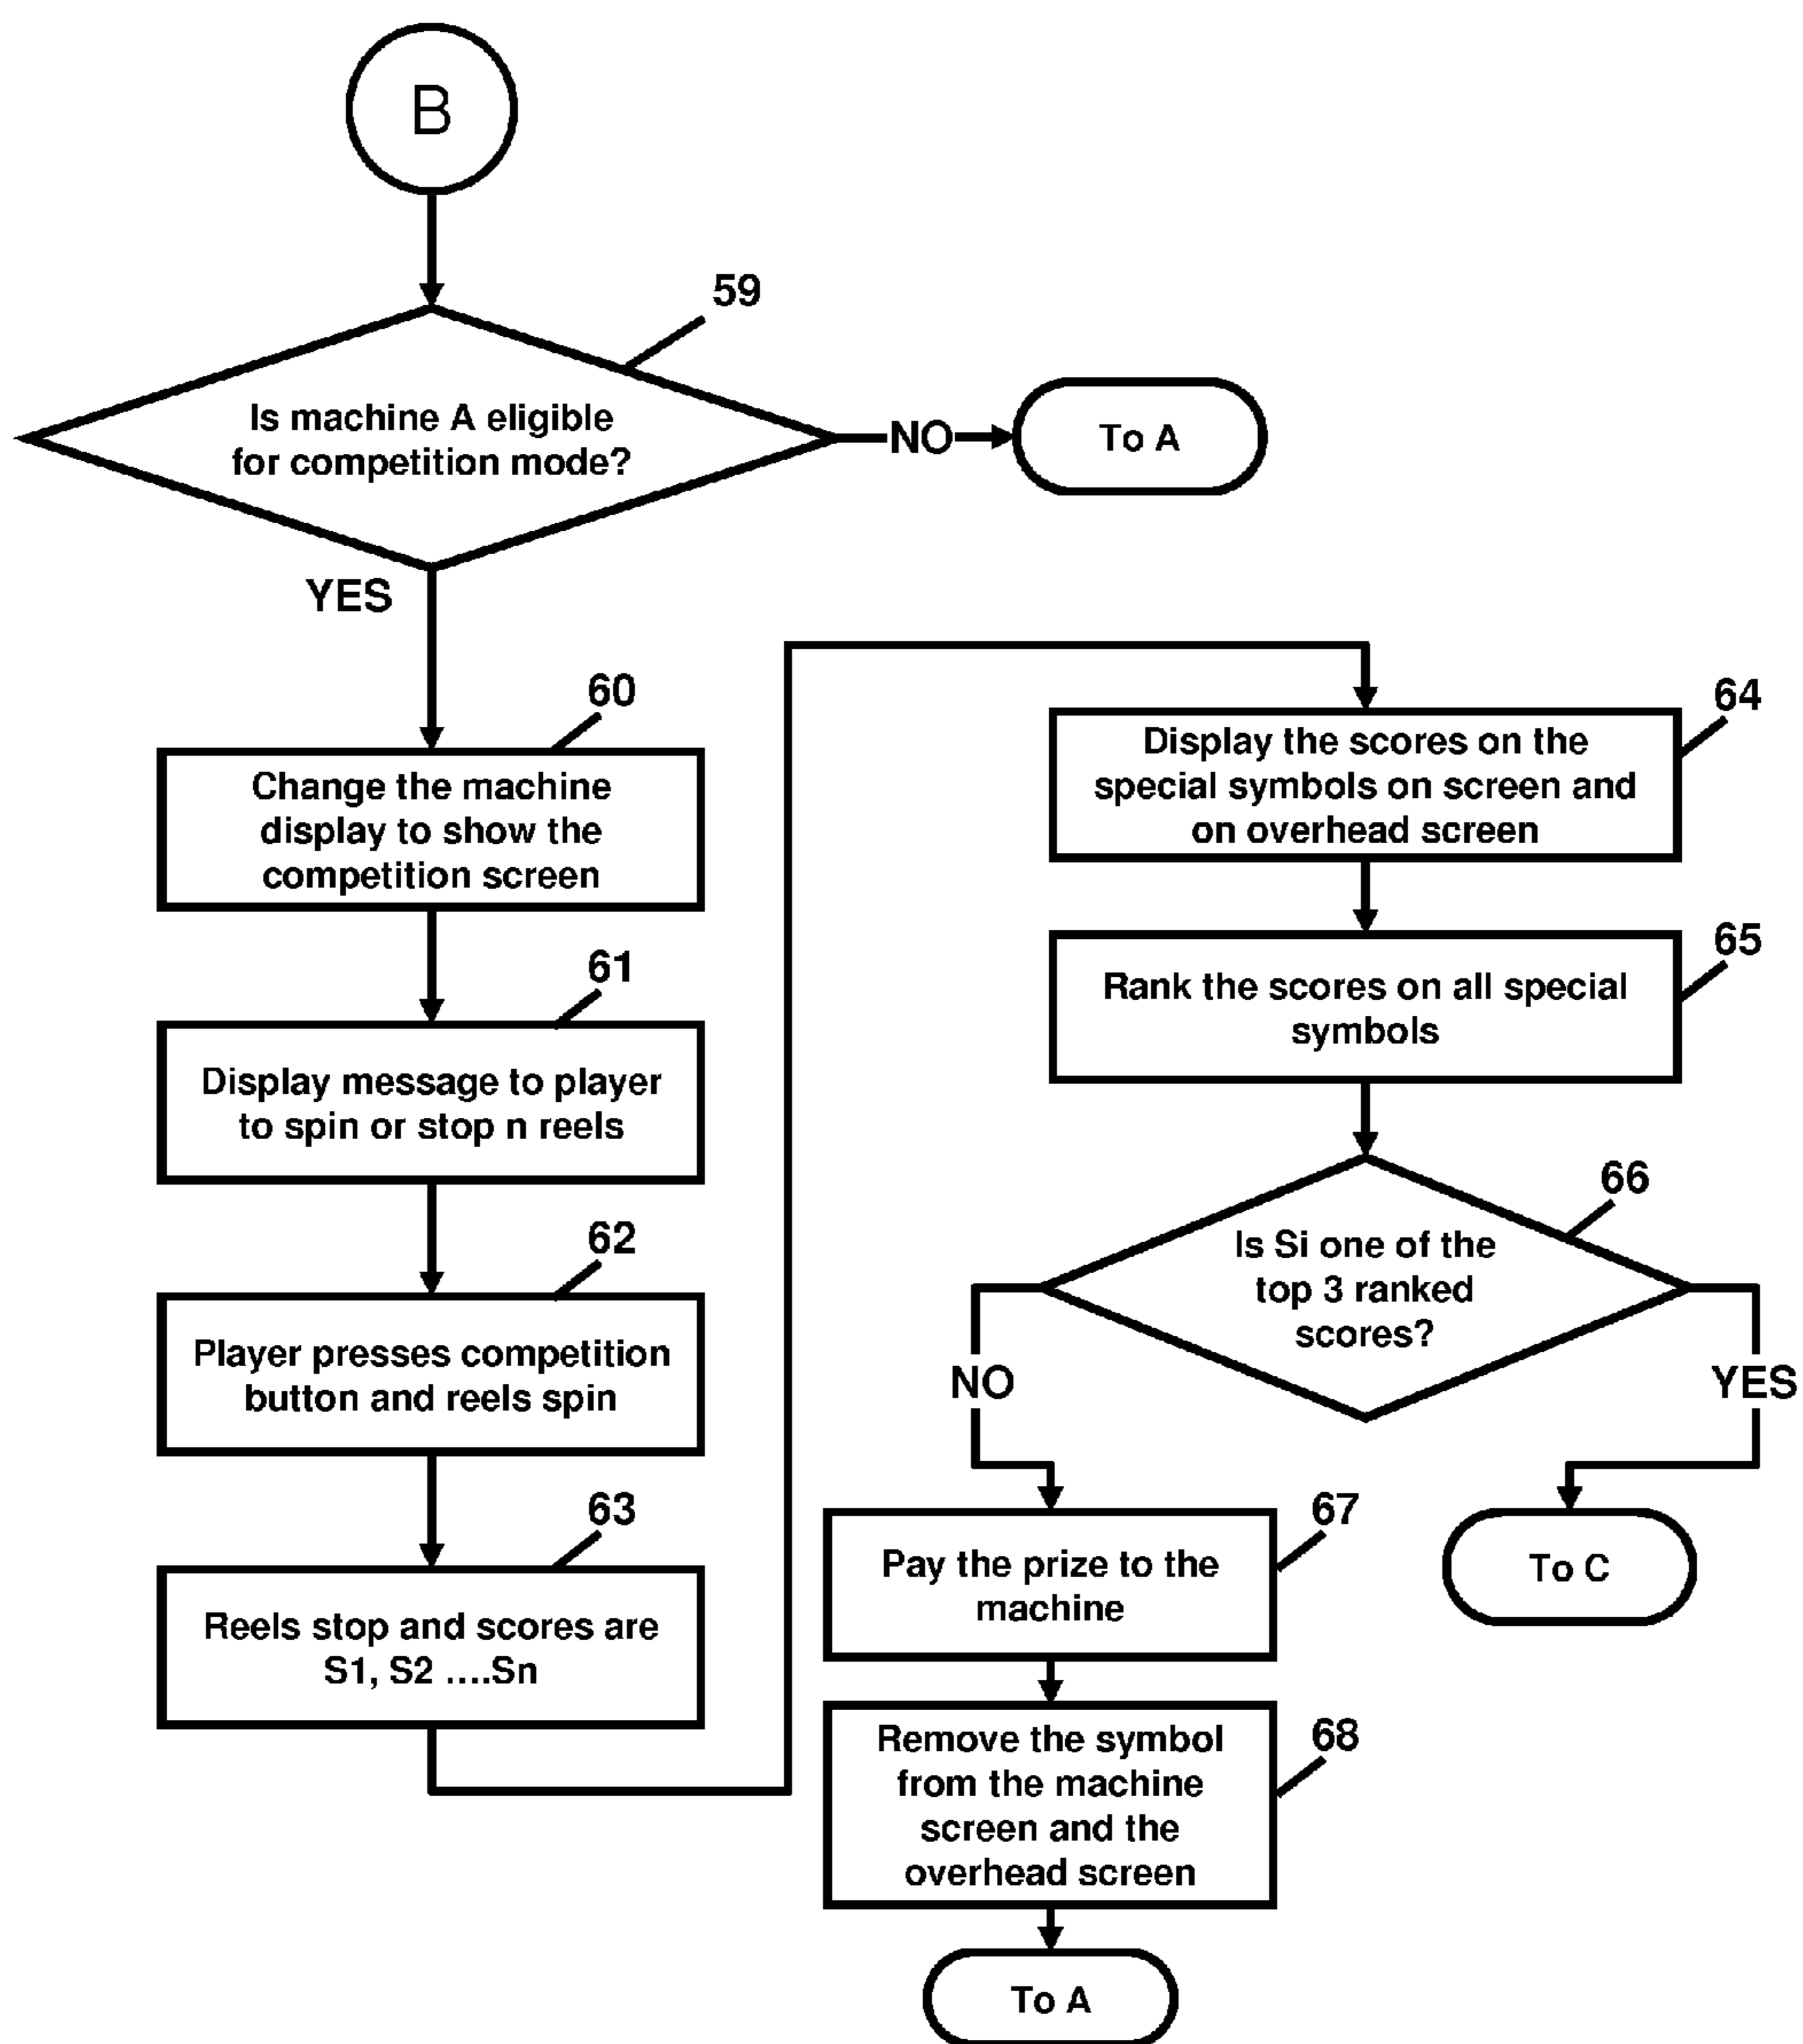 B
59
Is machine A eligible
for competition mode?
NO
To A
YES
60
Change the machine
display to show the
competition screen
61
Display message to player
to spin or stop n reels
62
Player presses competition
button and reels spin
63
Reels stop and scores are
S1, S2 ....Sn
64
Display the scores on the
special symbols on screen and
on overhead screen
65
Rank the scores on all special
symbols
66
Is Si one of the
top 3 ranked
scores?
NO
YES
67
Pay the prize to the
machine
To C
68
Remove the symbol
from the machine
screen and the
overhead screen
To A